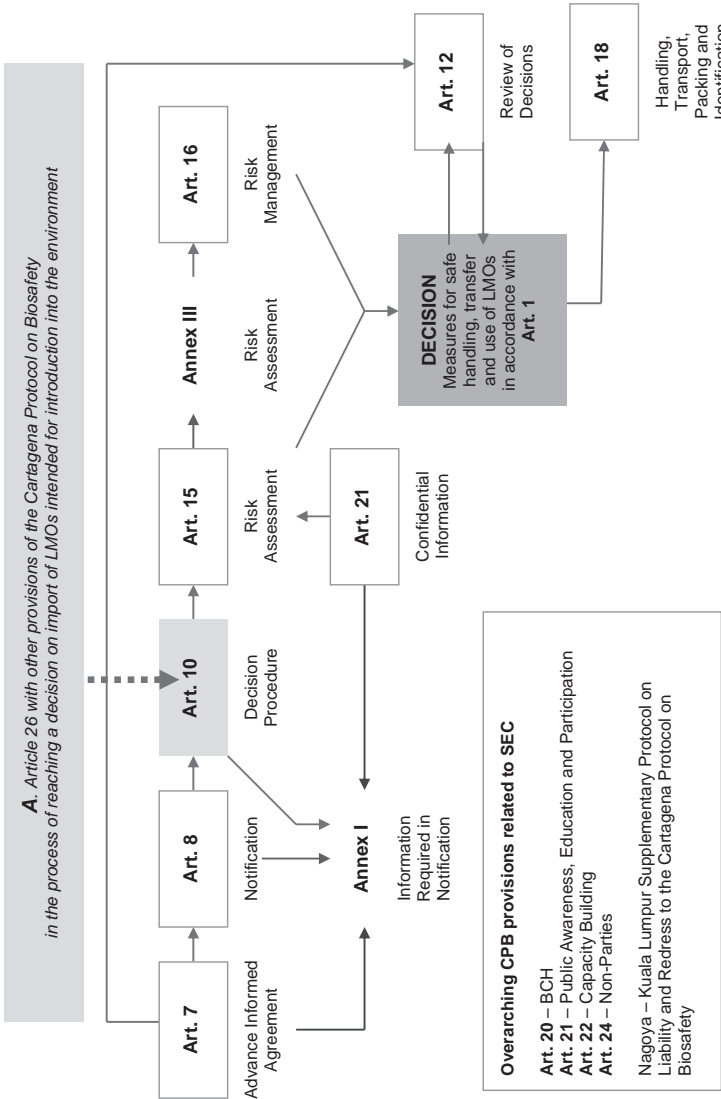 A. Article 26 with other provisions of the Cartagena Protocol on Biosafety
in the process of reaching a decision on import of LMOs intended for introduction into the environment
Art. 7
Advance Informed
Agreement
Art. 8
Notification
Art. 10
Decision
Procedure
Art. 15
Risk
Assessment
Annex III
Risk
Assessment
Art. 16
Risk
Management
Annex I
Information
Required in
Notification
Art. 21
Confidential
Information
DECISION
Measures for safe
handling, transfer
and use of LMOs
in accordance with
Art. 1
Art. 12
Review of
Decisions
Art. 18
Handling,
Transport,
Packing and
Identification
Overarching CPB provisions related to SEC
Art. 20 – BCH
Art. 21 – Public Awareness, Education and Participation
Art. 22 – Capacity Building
Art. 24 – Non-Parties
Nagoya – Kuala Lumpur Supplementary Protocol on
Liability and Redress to the Cartagena Protocol on
Biosafety